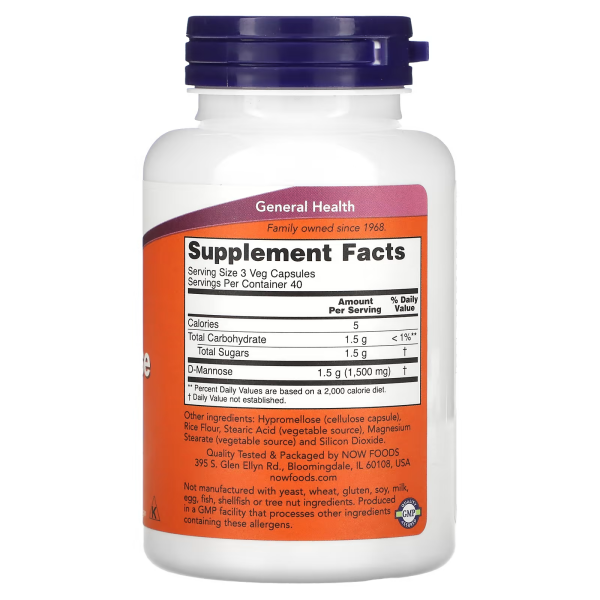 General Health
Family owned since 1968.
Supplement Facts
Serving Size 3 Veg Capsules
Servings Per Container 40
Amount Per Serving % Daily Value
Calories 5
Total Carbohydrate 1.5 g < 1%**
Total Sugars 1.5 g †
D-Mannose 1.5 g (1,500 mg) †
** Percent Daily Values are based on a 2,000 calorie diet.
† Daily Value not established.
Other ingredients: Hypromellose (cellulose capsule),
Rice Flour, Stearic Acid (vegetable source), Magnesium
Stearate (vegetable source) and Silicon Dioxide.
Quality Tested & Packaged by NOW FOODS
395 S. Glen Ellyn Rd., Bloomingdale, IL 60108, USA
nowfoods.com
Not manufactured with yeast, wheat, gluten, soy, milk,
egg, fish, shellfish or tree nut ingredients. Produced
in a GMP facility that processes other ingredients
containing these allergens.
GMP
K